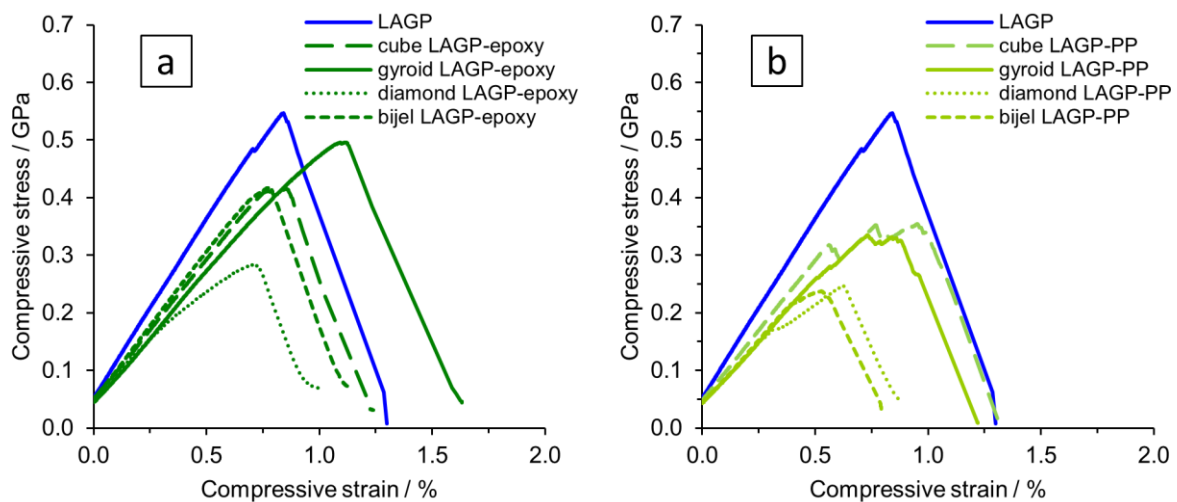 a
LAGP
cube LAGP-epoxy
gyroid LAGP-epoxy
diamond LAGP-epoxy
bijel LAGP-epoxy
Compressive stress / GPa
0.7
0.6
0.5
0.4
0.3
0.2
0.1
0.0
0.0 0.5 1.0 1.5 2.0
Compressive strain / %
b
LAGP
cube LAGP-PP
gyroid LAGP-PP
diamond LAGP-PP
bijel LAGP-PP
Compressive stress / GPa
0.7
0.6
0.5
0.4
0.3
0.2
0.1
0.0
0.0 0.5 1.0 1.5 2.0
Compressive strain / %